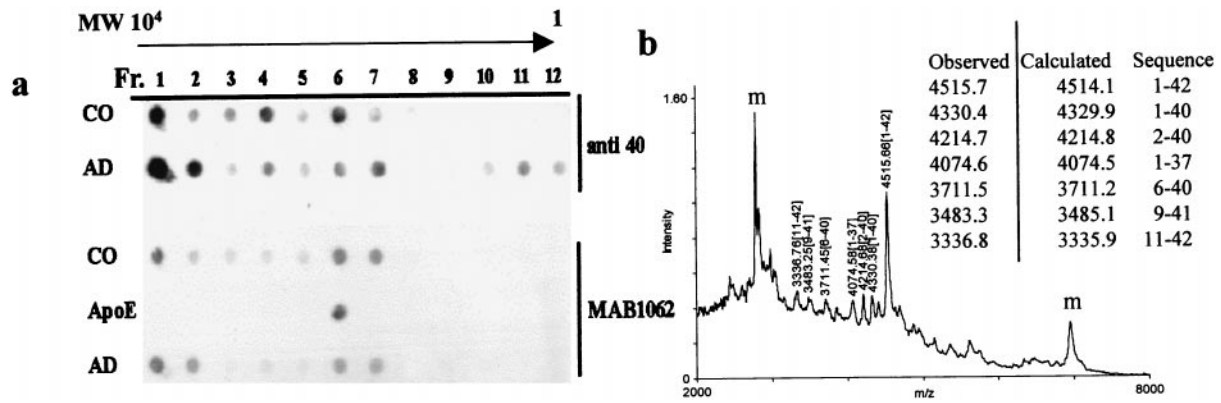 a
MW 10⁴ 1
Fr. 1 2 3 4 5 6 7 8 9 10 11 12
CO
AD
anti 40
CO
ApoE
AD
MAB1062
b
Observed Calculated Sequence
4515.7 4514.1 1-42
4330.4 4329.9 1-40
4214.7 4214.8 2-40
4074.6 4074.5 1-37
3711.5 3711.2 6-40
3483.3 3485.1 9-41
3336.8 3335.9 11-42
1.60
Intensity
0
m
3336.76[11-42]
3483.25[9-41]
3711.45[6-40]
4074.58[1-37]
4214.68[2-40]
4330.38[1-40]
4515.66[1-42]
m
2000 m/z 8000